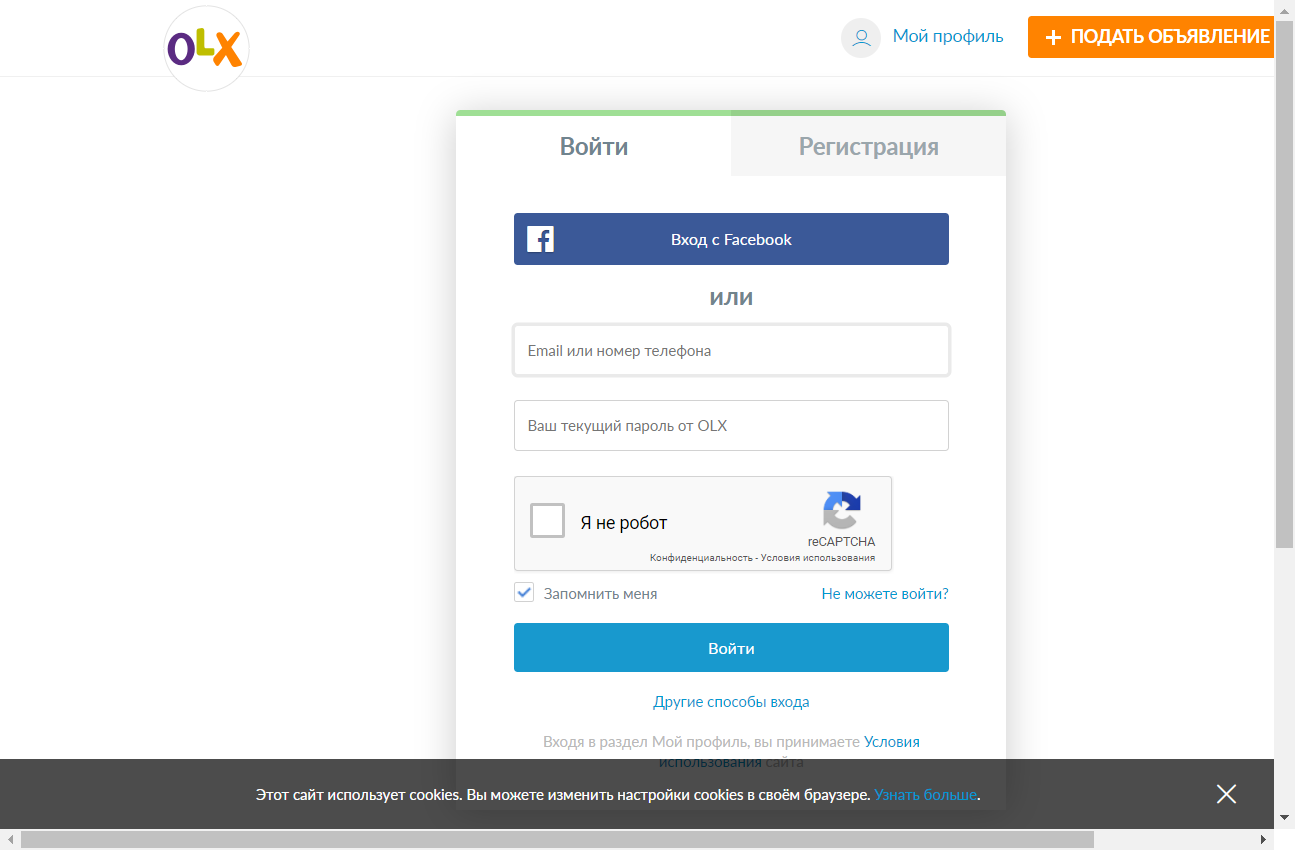 OLX
Мой профиль
+ ПОДАТЬ ОБЪЯВЛЕНИЕ
Войти
Регистрация
Вход с Facebook
или
Email или номер телефона
Ваш текущий пароль от OLX
Я не робот
reCAPTCHA
Конфиденциальность - Условия использования
Запомнить меня
Не можете войти?
Войти
Другие способы входа
Входя в раздел Мой профиль, вы принимаете Условия
использования сайта
Этот сайт использует cookies. Вы можете изменить настройки cookies в своём браузере. Узнать больше.